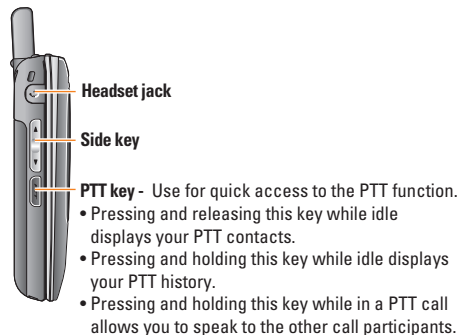 Headset jack
Side key
PTT key - Use for quick access to the PTT function.
• Pressing and releasing this key while idle
displays your PTT contacts.
• Pressing and holding this key while idle displays
your PTT history.
• Pressing and holding this key while in a PTT call
allows you to speak to the other call participants.